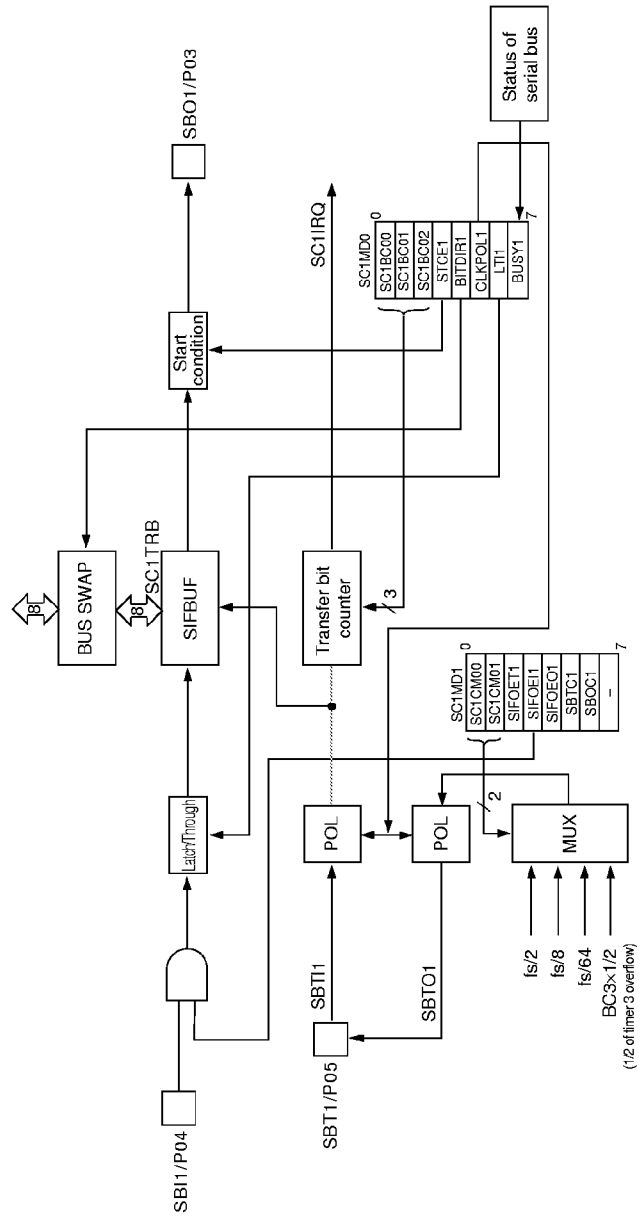 SBI1/P04
SBT1/P05
SBTI1
SBTO1
fs/2
fs/8
fs/64
BC3×1/2
(1/2 of timer 3 overflow)
Latch/Through
POL
POL
MUX
2
8
BUS SWAP
8
SC1TRB
SIFBUF
Transfer bit
counter
3
SC1MD1
0
SC1CM00
SC1CM01
SIFOET1
SIFOEI1
SIFOEO1
SBTC1
SBOC1
–
7
Start
condition
SBO1/P03
SC1IRQ
SC1MD0
0
SC1BC00
SC1BC01
SC1BC02
STCE1
BITDIR1
CLKPOL1
LTI1
BUSY1
7
Status of
serial bus